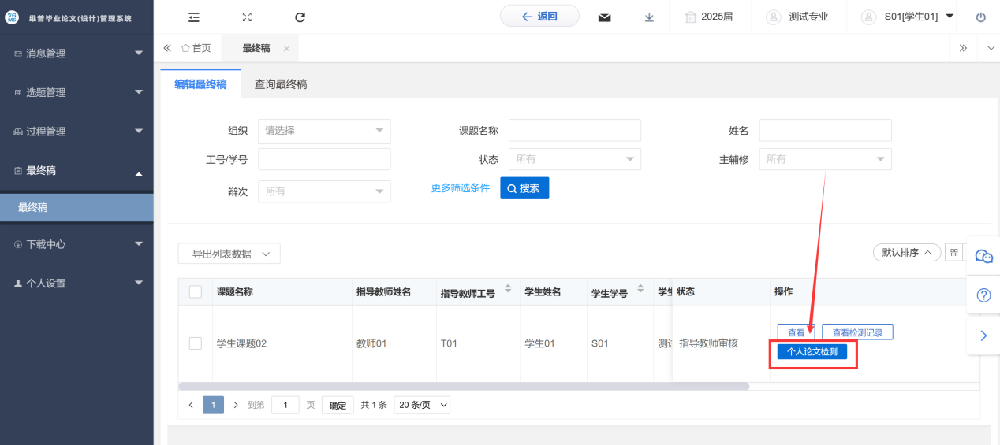 维普毕业论文(设计)管理系统
返回
2025届
测试专业
S01[学生01]
消息管理
选题管理
过程管理
最终稿
最终稿
下载中心
个人设置
首页
最终稿
编辑最终稿
查询最终稿
组织 请选择
课题名称
姓名
工号/学号
状态 所有
主辅修 所有
辩次 所有
更多筛选条件
搜索
导出列表数据
默认排序
课题名称 指导教师姓名 指导教师工号 学生姓名 学生学号 学生 状态 操作
学生课题02 教师01 T01 学生01 S01 测试 指导教师审核
查看 查看检测记录
个人论文检测
1 到第 1 页 确定 共 1 条 20 条/页